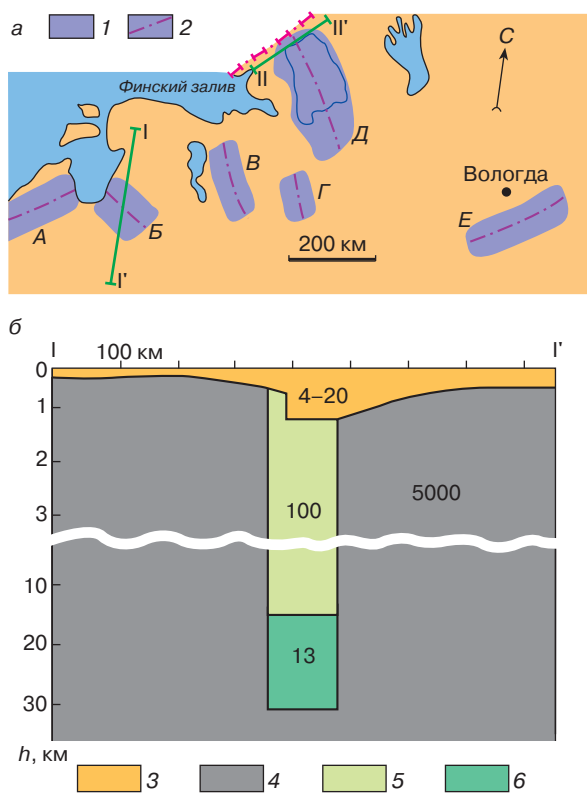 а 1 2
II'
II
С
Финский залив
I
Д
В
Вологда
Г
А Б Е
200 км
I'
б
I 100 км I'
0
4–20
1
2
5000
100
3
10
20
13
30
h, км
3 4 5 6